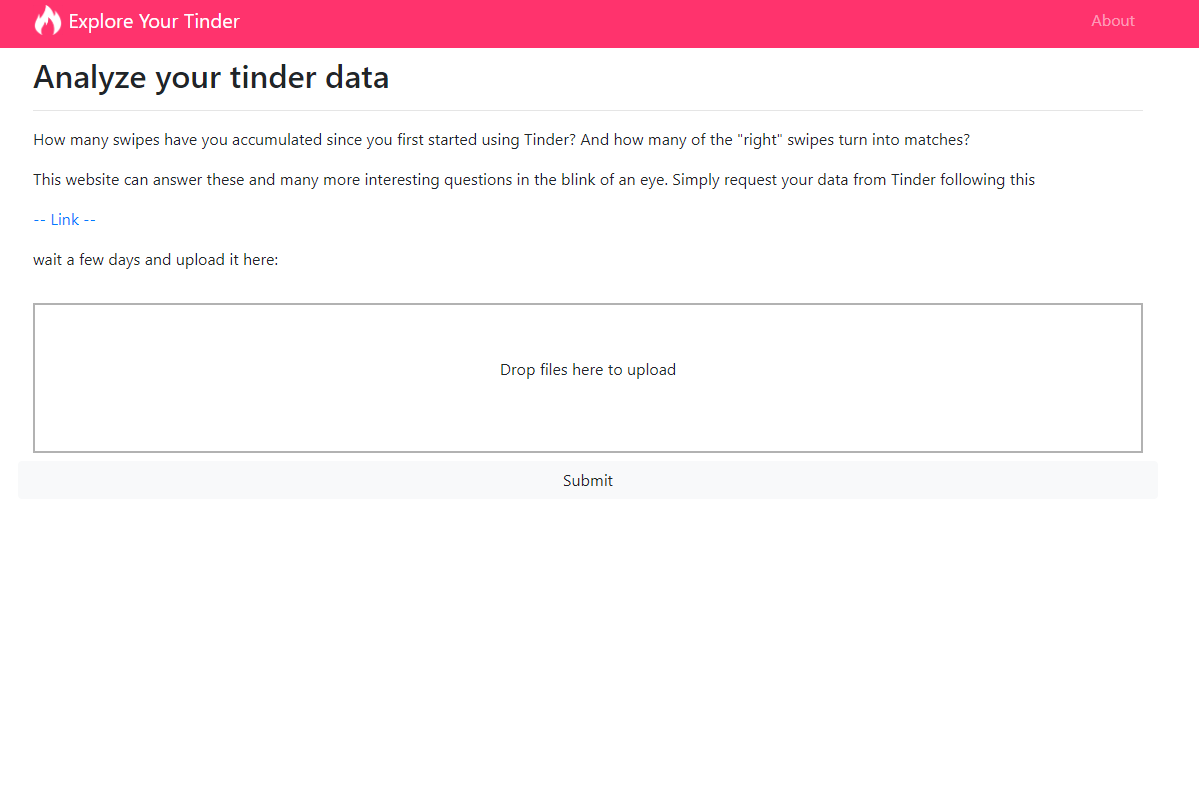 Explore Your Tinder
About
Analyze your tinder data
How many swipes have you accumulated since you first started using Tinder? And how many of the "right" swipes turn into matches?
This website can answer these and many more interesting questions in the blink of an eye. Simply request your data from Tinder following this
-- Link --
wait a few days and upload it here:
Drop files here to upload
Submit